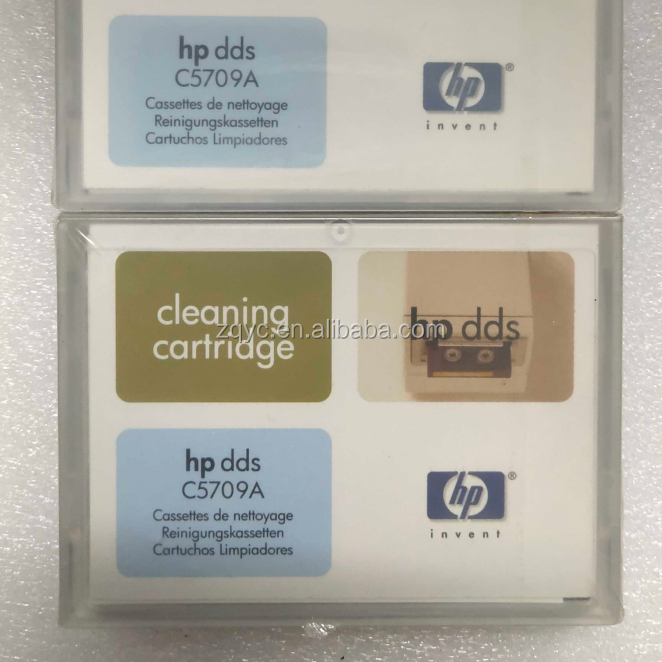 hp dds
C5709A
Cassettes de nettoyage
Reinigungskassetten
Cartuchos Limpiadores
hp
®
invent
cleaning
cartridge
hp dds
zqyc.en.alibaba.com
hp dds
C5709A
Cassettes de nettoyage
Reinigungskassetten
Cartuchos Limpiadores
hp
®
invent